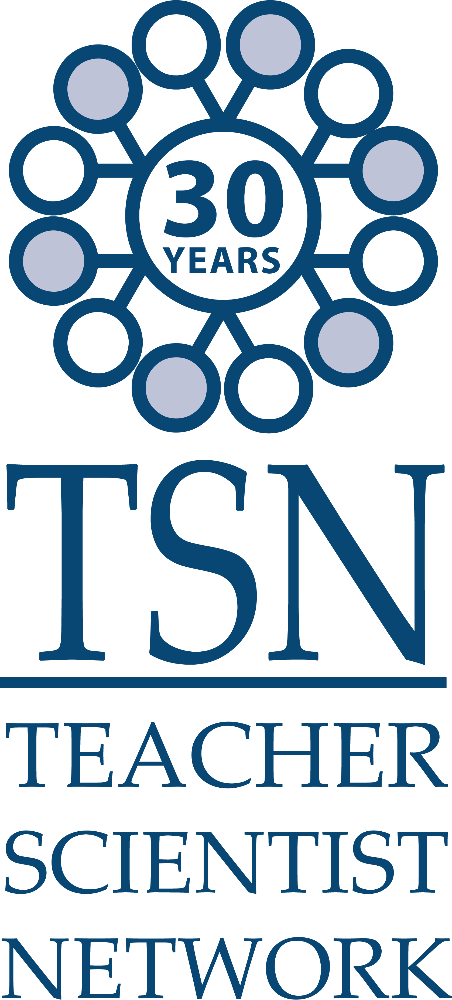 30
YEARS
TSN
TEACHER
SCIENTIST
NETWORK